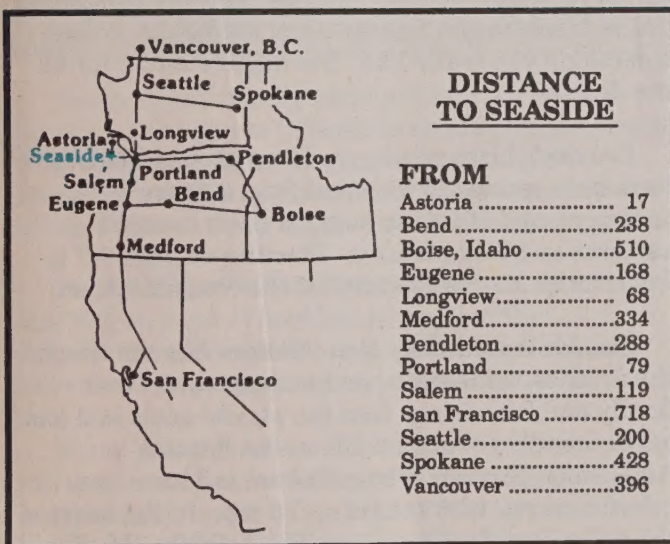 Vancouver, B.C.
Seattle
Spokane
Longview
Astoria
Seaside
Pendleton
Portland
Salem
Bend
Eugene
Boise
Medford
San Francisco
DISTANCE
TO SEASIDE
FROM
Astoria ........................ 17
Bend ........................... 238
Boise, Idaho ................ 510
Eugene ....................... 168
Longview .................... 68
Medford ...................... 334
Pendleton ................... 288
Portland ..................... 79
Salem ......................... 119
San Francisco ............. 718
Seattle ........................ 200
Spokane ...................... 428
Vancouver .................. 396